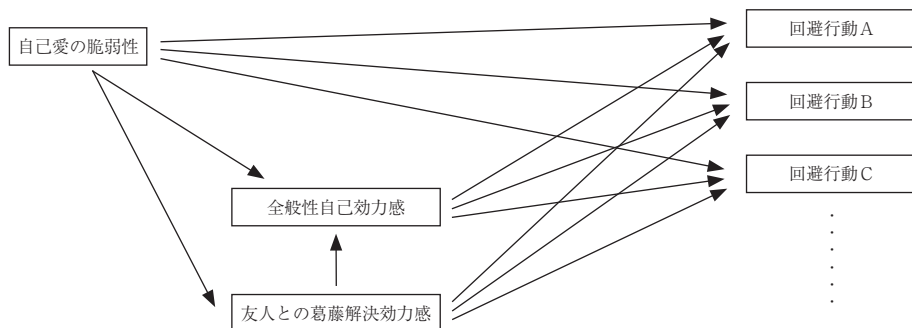 自己愛の脆弱性
回避行動A
回避行動B
回避行動C
全般性自己効力感
友人との葛藤解決効力感